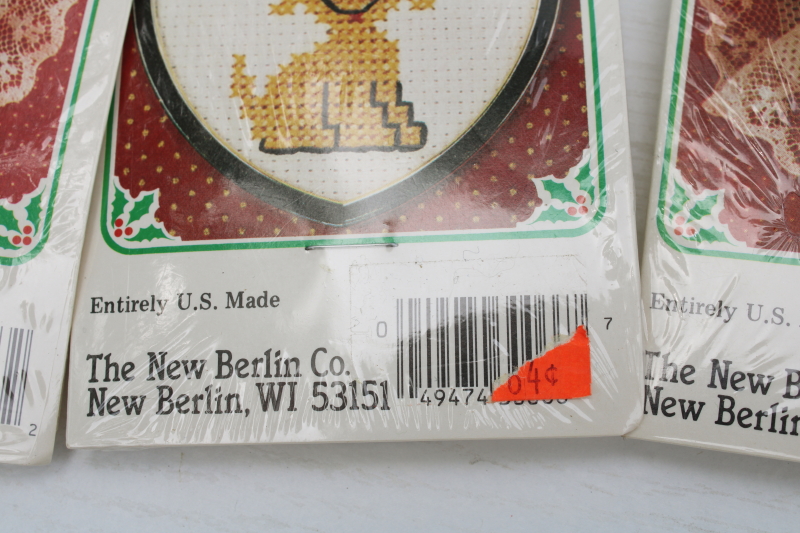 Entirely U.S. Made
The New Berlin Co.
New Berlin, WI 53151
0
7
49474
04¢
2
Entirely U.S.
The New B
New Berlin